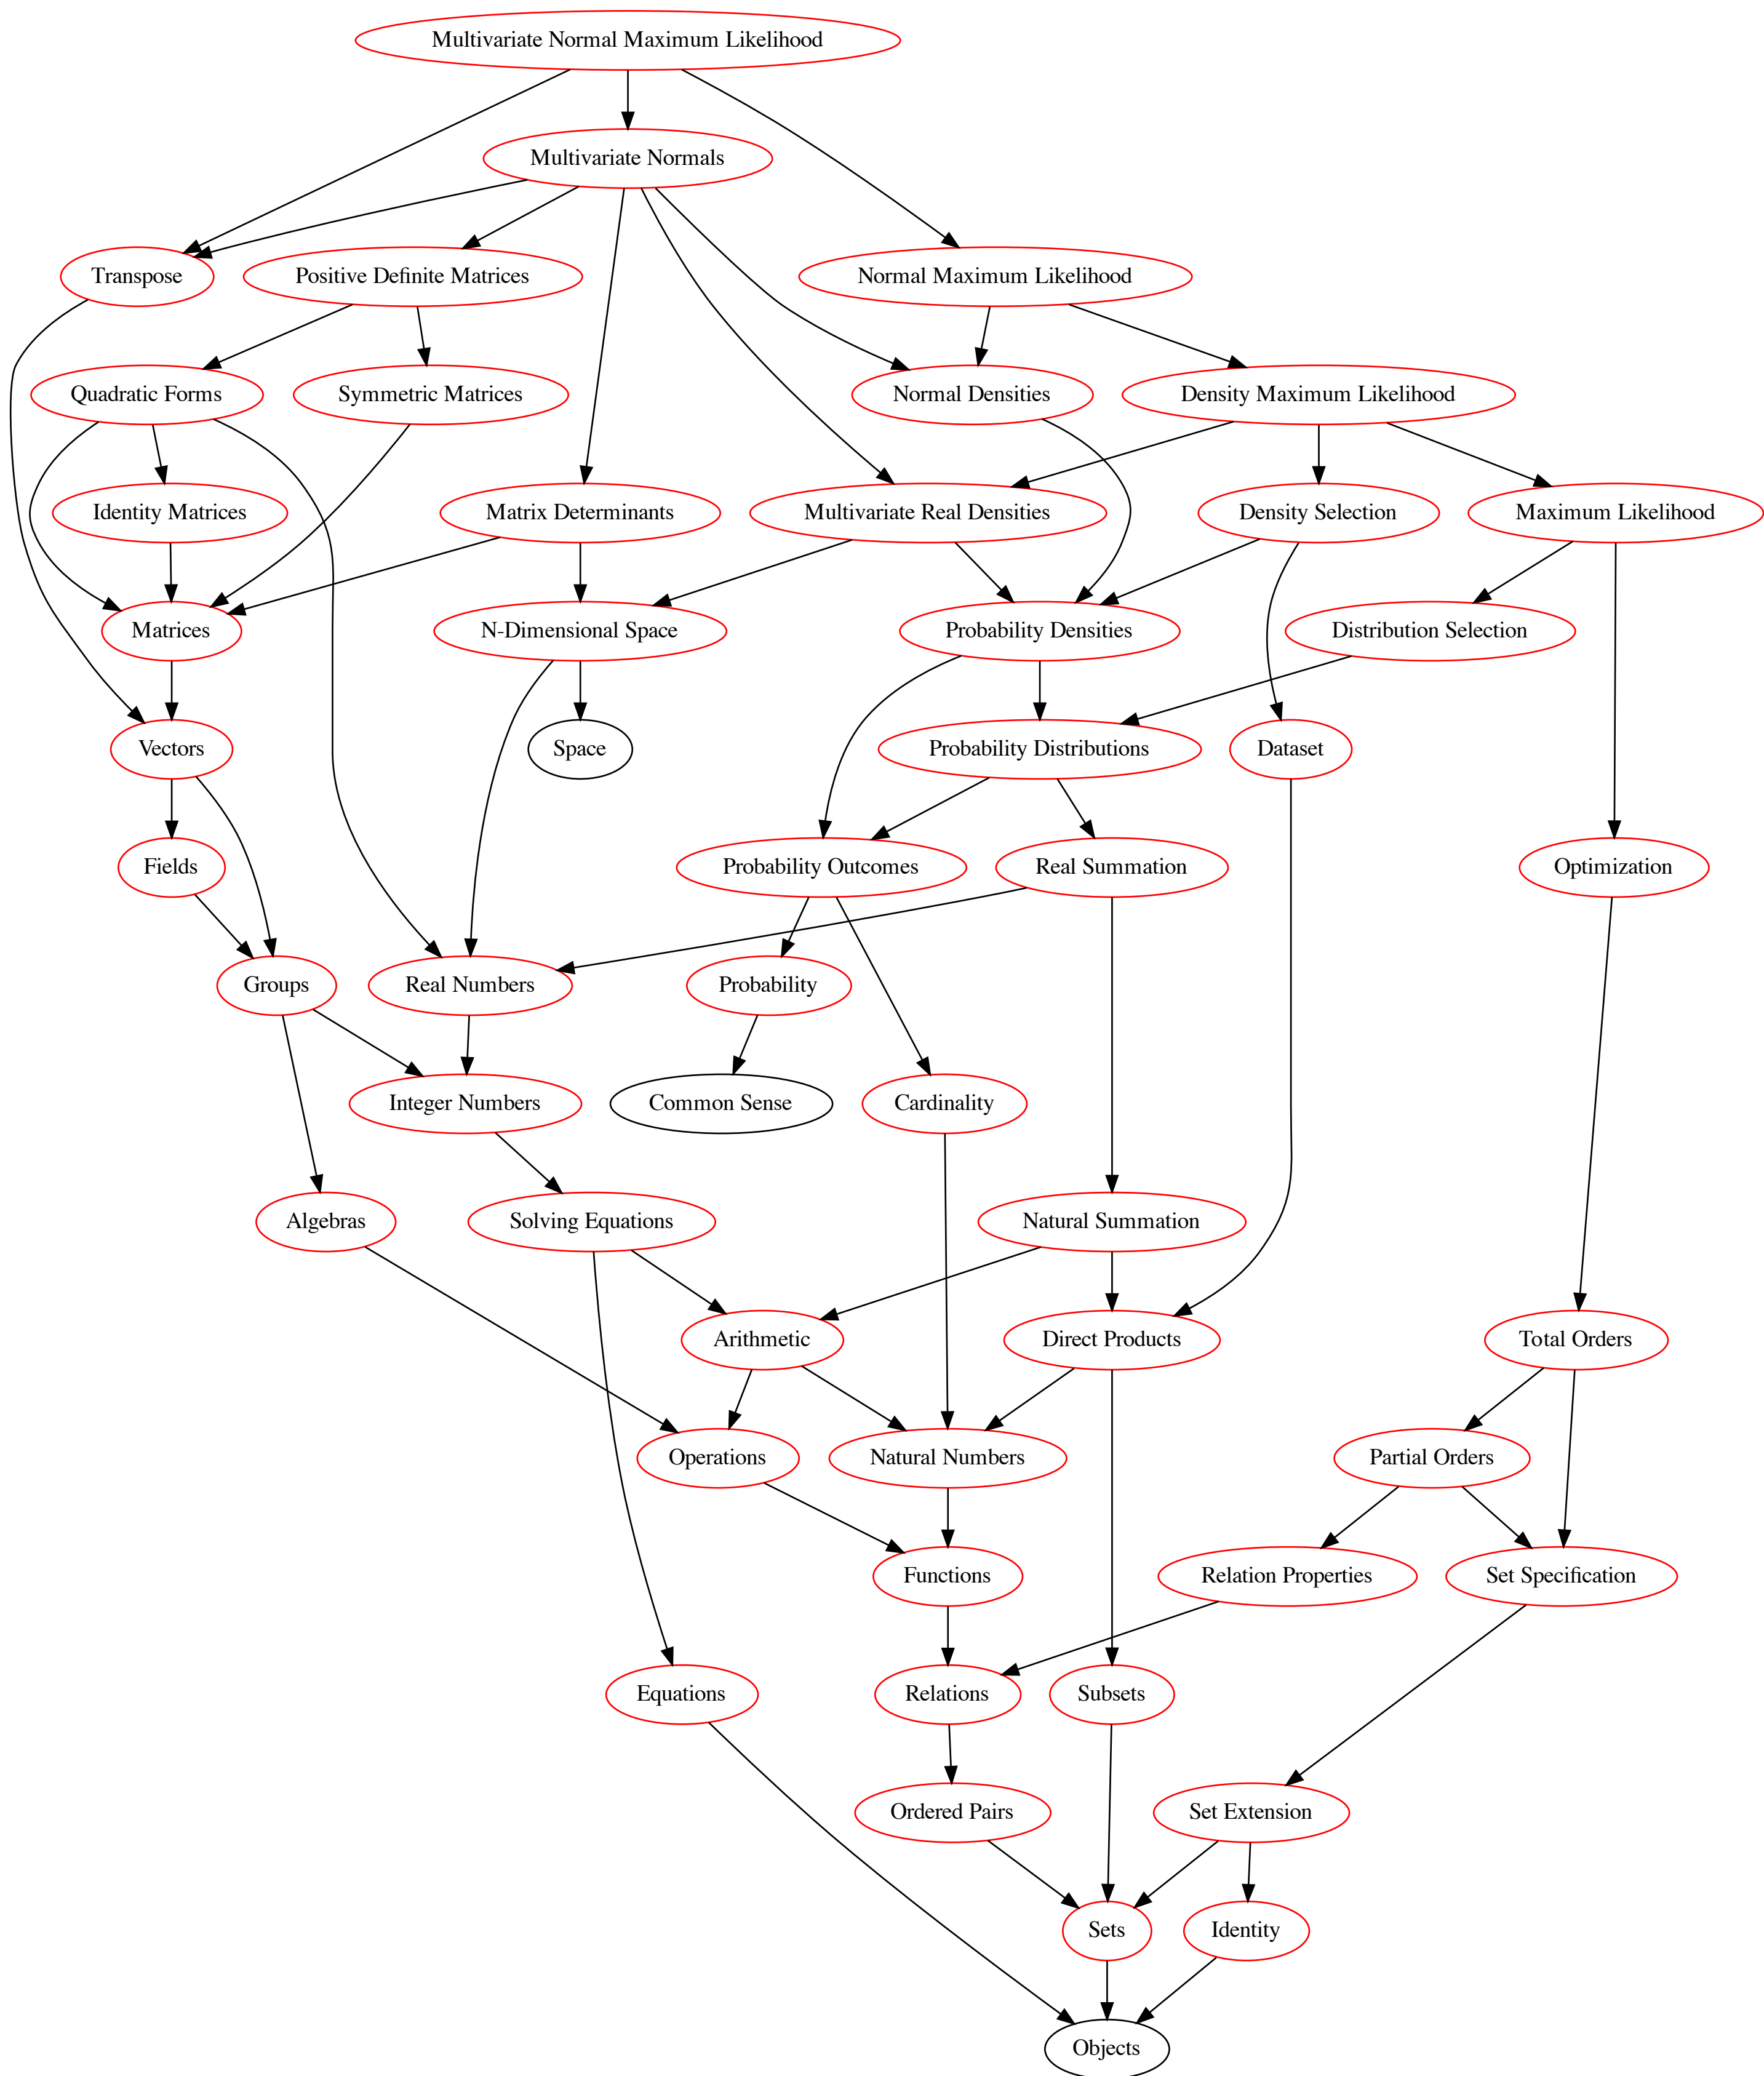 Multivariate Normal Maximum Likelihood
Multivariate Normals
Transpose
Positive Definite Matrices
Normal Maximum Likelihood
Quadratic Forms
Symmetric Matrices
Normal Densities
Density Maximum Likelihood
Identity Matrices
Matrix Determinants
Multivariate Real Densities
Density Selection
Maximum Likelihood
Matrices
N-Dimensional Space
Probability Densities
Distribution Selection
Vectors
Space
Probability Distributions
Dataset
Fields
Probability Outcomes
Real Summation
Optimization
Groups
Real Numbers
Probability
Integer Numbers
Common Sense
Cardinality
Algebras
Solving Equations
Natural Summation
Arithmetic
Direct Products
Total Orders
Operations
Natural Numbers
Partial Orders
Functions
Relation Properties
Set Specification
Equations
Relations
Subsets
Ordered Pairs
Set Extension
Sets
Identity
Objects